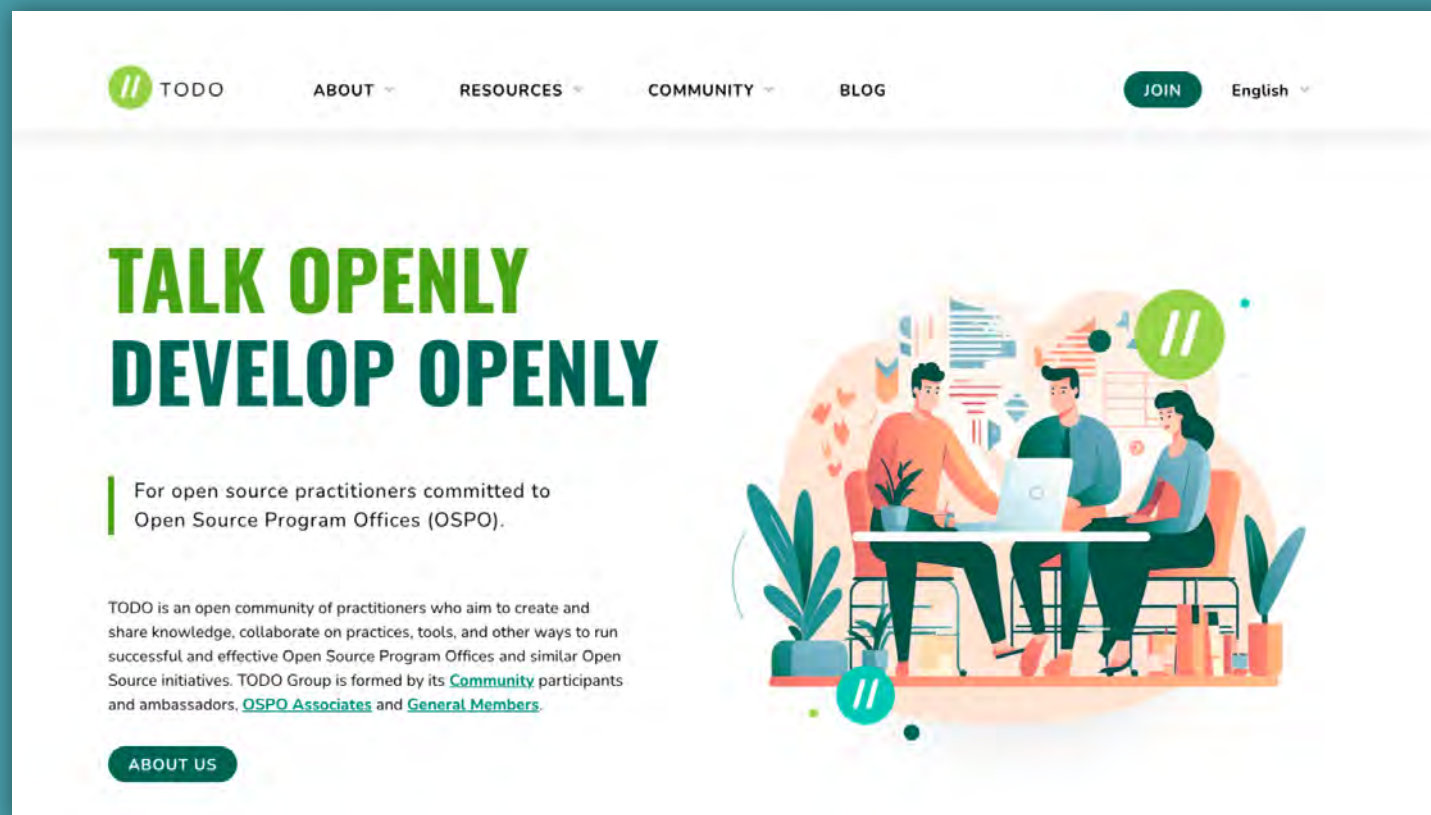 // TODO
ABOUT
RESOURCES
COMMUNITY
BLOG
JOIN
English
TALK OPENLY
DEVELOP OPENLY
For open source practitioners committed to
Open Source Program Offices (OSPO).
TODO is an open community of practitioners who aim to create and
share knowledge, collaborate on practices, tools, and other ways to run
successful and effective Open Source Program Offices and similar Open
Source initiatives. TODO Group is formed by its Community participants
and ambassadors, OSPO Associates and General Members.
ABOUT US
//
//